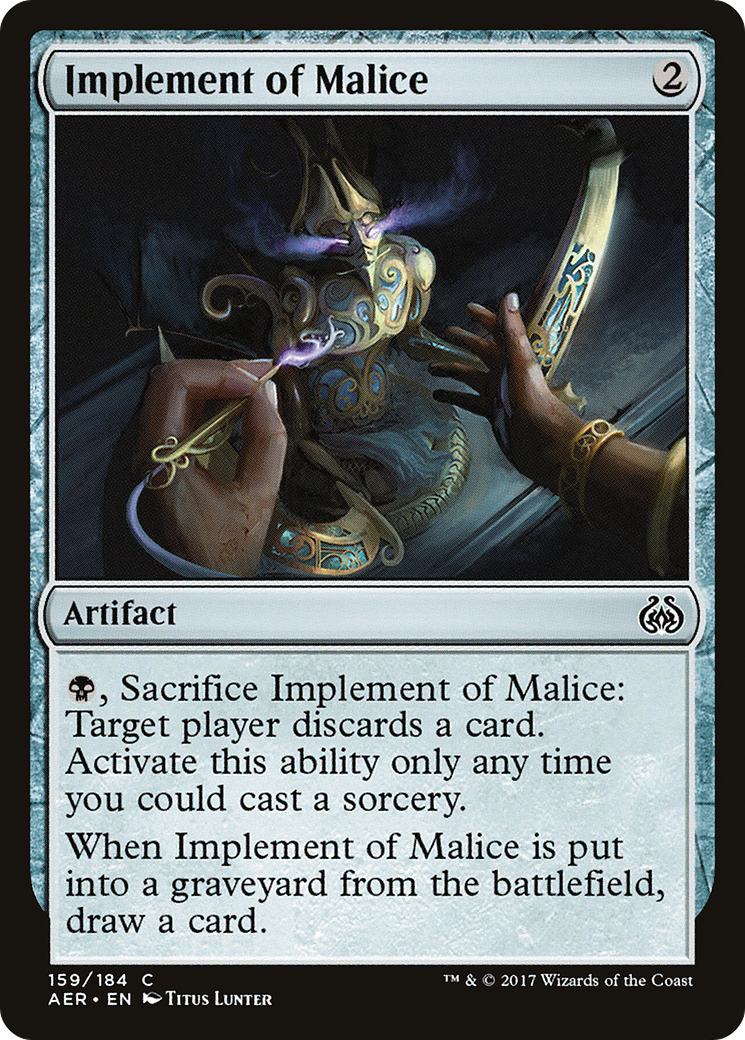 Implement of Malice 2
Artifact
, Sacrifice Implement of Malice:
Target player discards a card.
Activate this ability only any time
you could cast a sorcery.
When Implement of Malice is put
into a graveyard from the battlefield,
draw a card.
159/184 C
AER • EN Titus Lunter
™ & © 2017 Wizards of the Coast